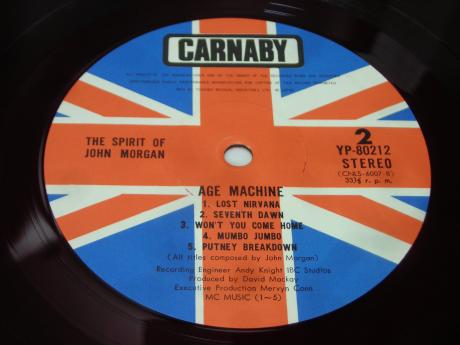 CARNABY
THE SPIRIT OF
JOHN MORGAN
2
YP-80212
STEREO
(CNLS-6007-B)
33⅓ r. p. m.
AGE MACHINE
1. LOST NIRVANA
2. SEVENTH DAWN
3. WON'T YOU COME HOME
4. MUMBO JUMBO
5. PUTNEY BREAKDOWN
(All titles composed by John Morgan)
Recording Engineer Andy Knight IBC Studios
Produced by David Mackay
Executive Production Mervyn Conn
MC MUSIC (1~5)